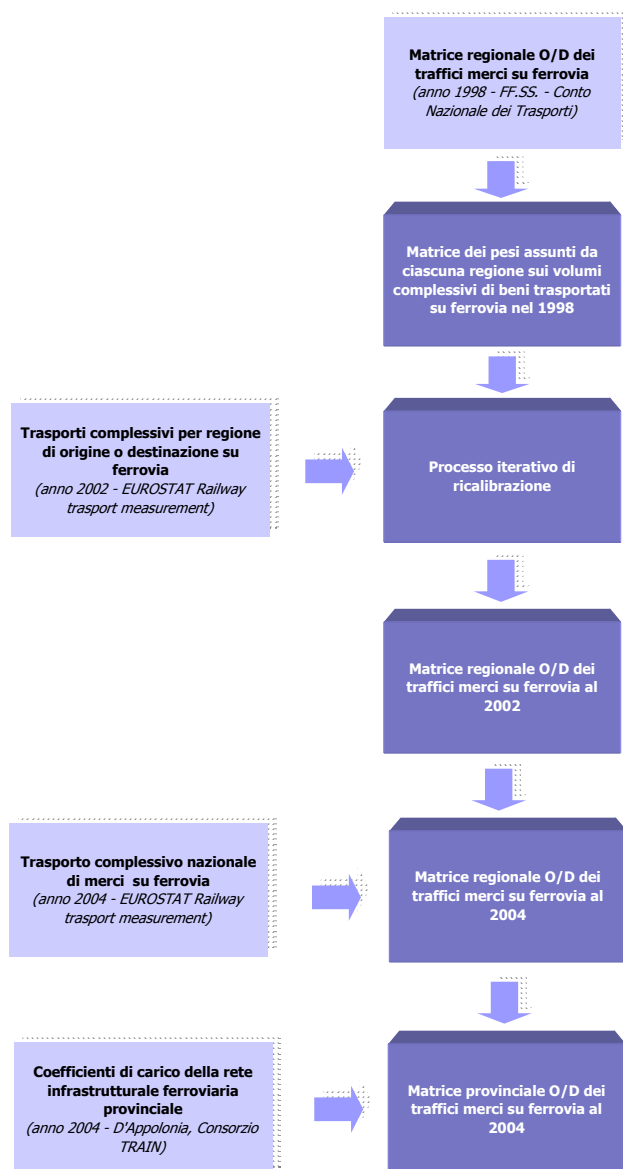 Matrice regionale O/D dei
traffici merci su ferrovia
(anno 1998 - FF.SS. - Conto
Nazionale dei Trasporti)
Matrice dei pesi assunti da
ciascuna regione sui volumi
complessivi di beni trasportati
su ferrovia nel 1998
Trasporti complessivi per regione
di origine o destinazione su
ferrovia
(anno 2002 - EUROSTAT Railway
trasport measurement)
Processo iterativo di
ricalibrazione
Matrice regionale O/D dei
traffici merci su ferrovia al
2002
Trasporto complessivo nazionale
di merci su ferrovia
(anno 2004 - EUROSTAT Railway
trasport measurement)
Matrice regionale O/D dei
traffici merci su ferrovia al
2004
Coefficienti di carico della rete
infrastrutturale ferroviaria
provinciale
(anno 2004 - D'Appolonia, Consorzio
TRAIN)
Matrice provinciale O/D dei
traffici merci su ferrovia al
2004